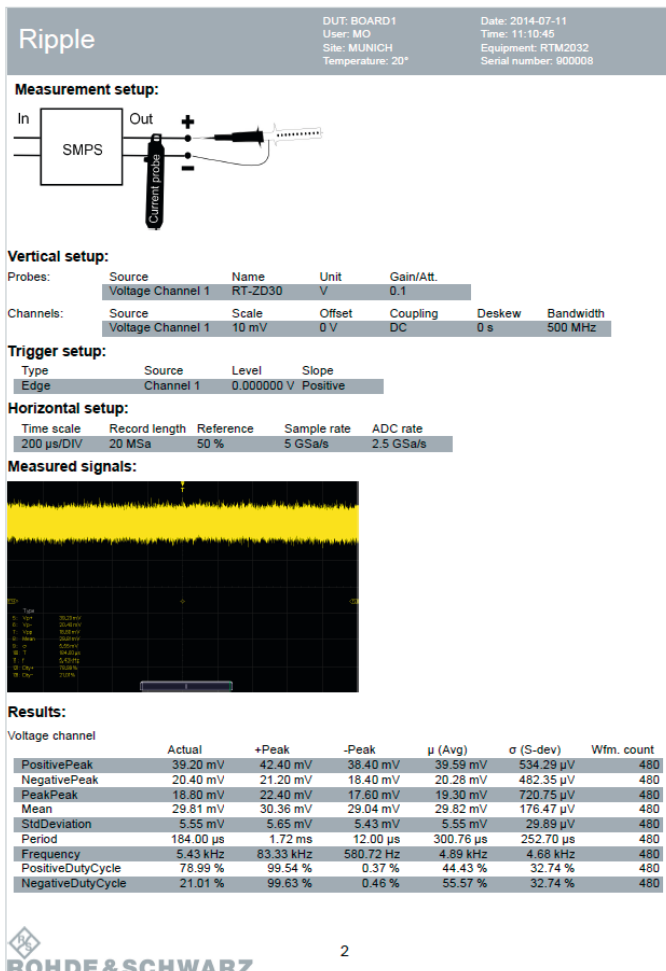 Ripple
DUT: BOARD1
User: MO
Site: MUNICH
Temperature: 20°
Date: 2014-07-11
Time: 11:10:45
Equipment: RTM2032
Serial number: 900008
Measurement setup:
In
Out
+
SMPS
−
Current probe
Vertical setup:
Probes: Source Name Unit Gain/Att.
Voltage Channel 1 RT-ZD30 V 0.1
Channels: Source Scale Offset Coupling Deskew Bandwidth
Voltage Channel 1 10 mV 0 V DC 0 s 500 MHz
Trigger setup:
Type Source Level Slope
Edge Channel 1 0.000000 V Positive
Horizontal setup:
Time scale Record length Reference Sample rate ADC rate
200 µs/DIV 20 MSa 50 % 5 GSa/s 2.5 GSa/s
Measured signals:
T
Type
Results:
Voltage channel
Actual +Peak -Peak µ (Avg) σ (S-dev) Wfm. count
PositivePeak 39.20 mV 42.40 mV 38.40 mV 39.59 mV 534.29 µV 480
NegativePeak 20.40 mV 21.20 mV 18.40 mV 20.28 mV 482.35 µV 480
PeakPeak 18.80 mV 22.40 mV 17.60 mV 19.30 mV 720.75 µV 480
Mean 29.81 mV 30.36 mV 29.04 mV 29.82 mV 176.47 µV 480
StdDeviation 5.55 mV 5.65 mV 5.43 mV 5.55 mV 29.89 µV 480
Period 184.00 µs 1.72 ms 12.00 µs 300.76 µs 252.70 µs 480
Frequency 5.43 kHz 83.33 kHz 580.72 Hz 4.89 kHz 4.68 kHz 480
PositiveDutyCycle 78.99 % 99.54 % 0.37 % 44.43 % 32.74 % 480
NegativeDutyCycle 21.01 % 99.63 % 0.46 % 55.57 % 32.74 % 480
R S
ROHDE & SCHWARZ
2